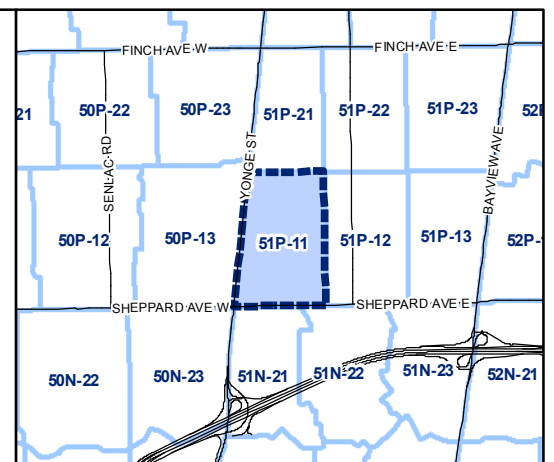 FINCH AVE W
FINCH AVE E
21
50P-22
50P-23
51P-21
51P-22
51P-23
52
SENLAC RD
YONGE ST
BAYVIEW AVE
50P-12
50P-13
51P-11
51P-12
51P-13
52P-
SHEPPARD AVE W
SHEPPARD AVE E
50N-22
50N-23
51N-21
51N-22
51N-23
52N-21